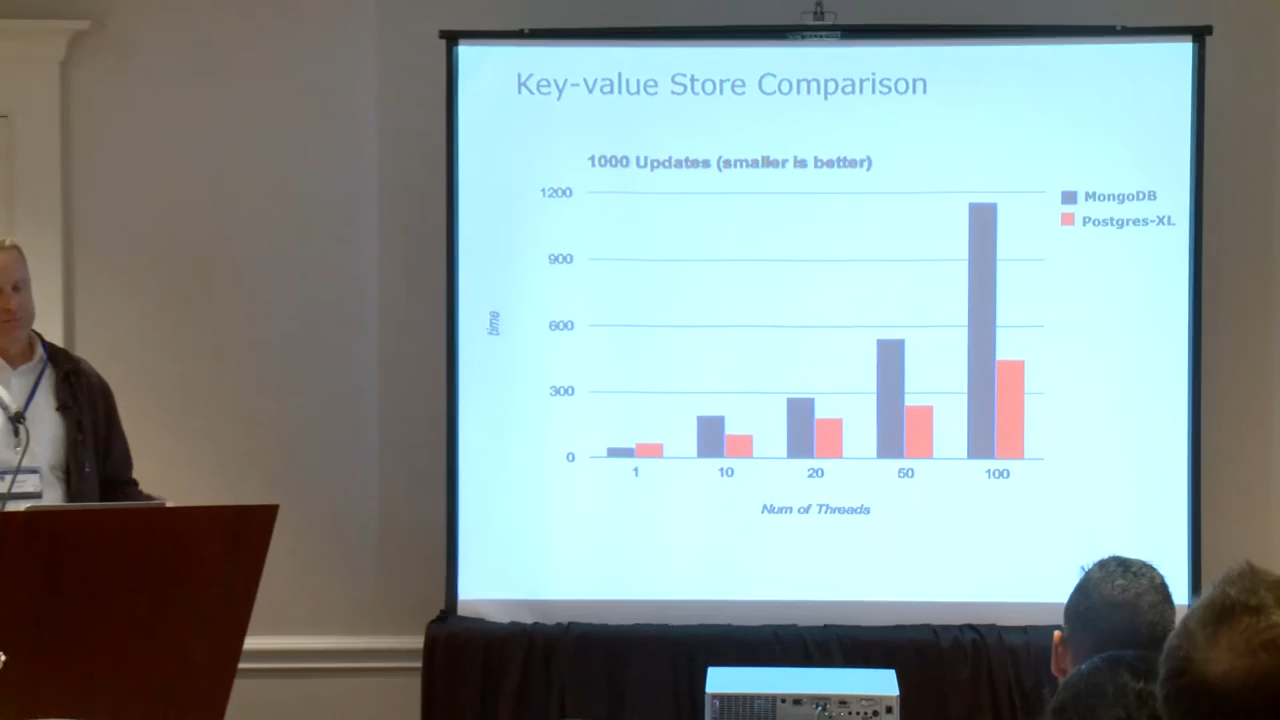 Key-value Store Comparison
1000 Updates (smaller is better)
1200
900
600
300
0
time
1 10 20 50 100
Num of Threads
MongoDB
Postgres-XL